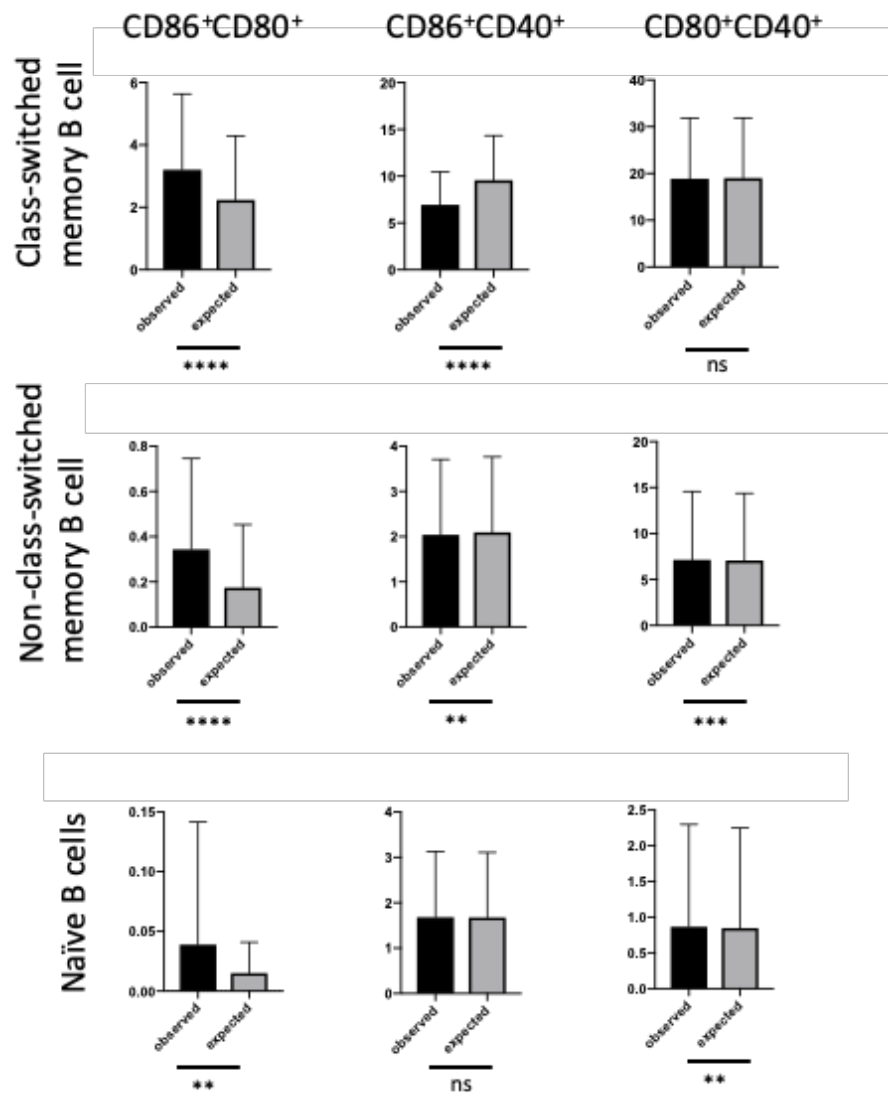 CD86⁺CD80⁺ CD86⁺CD40⁺ CD80⁺CD40⁺
Class-switched
memory B cell
6
4
2
0
observed
expected
****
20
15
10
5
0
observed
expected
****
40
30
20
10
0
observed
expected
ns
Non-class-switched
memory B cell
0.8
0.6
0.4
0.2
0.0
observed
expected
****
4
3
2
1
0
observed
expected
**
20
15
10
5
0
observed
expected
***
Naïve B cells
0.15
0.10
0.05
0.00
observed
expected
**
4
3
2
1
0
observed
expected
ns
2.5
2.0
1.5
1.0
0.5
0.0
observed
expected
**